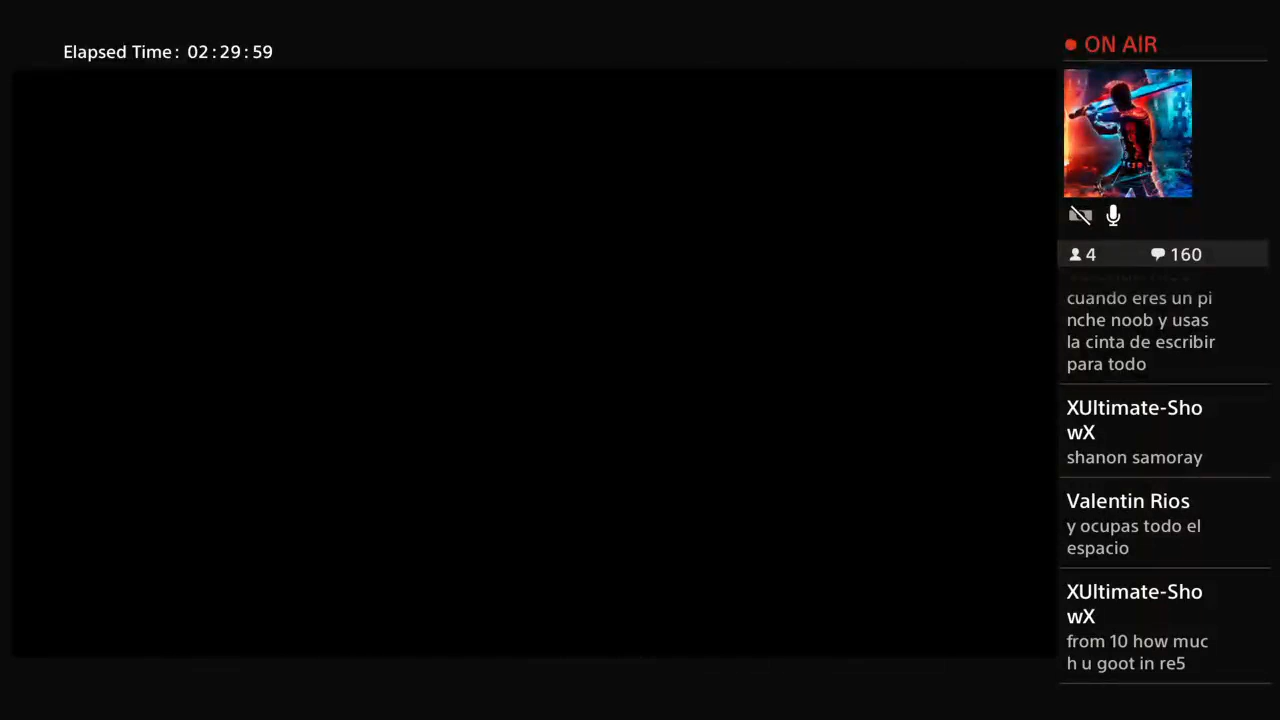 Elapsed Time: 02:29:59
ON AIR
4 160
cuando eres un pi
nche noob y usas
la cinta de escribir
para todo
XUltimate-Sho
wX
shanon samoray
Valentin Rios
y ocupas todo el
espacio
XUltimate-Sho
wX
from 10 how muc
h u goot in re5